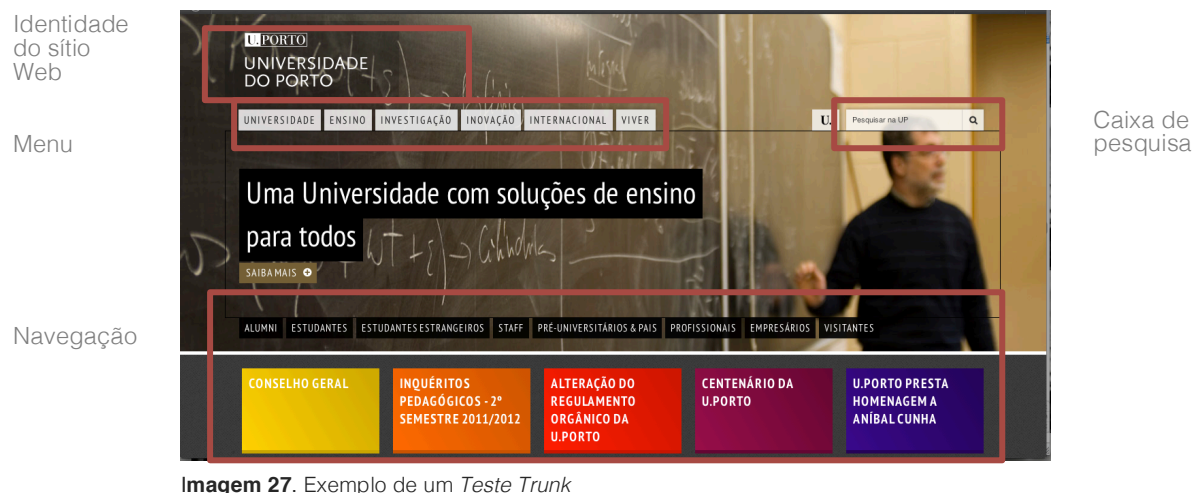 Identidade
do sítio
Web
Menu
Navegação
Caixa de
pesquisa
U.PORTO
UNIVERSIDADE
DO PORTO
UNIVERSIDADE ENSINO INVESTIGAÇÃO INOVAÇÃO INTERNACIONAL VIVER
U. Pesquisar na UP
Uma Universidade com soluções de ensino
para todos
SAIBA MAIS
ALUMNI ESTUDANTES ESTUDANTES ESTRANGEIROS STAFF PRÉ-UNIVERSITÁRIOS & PAIS PROFISSIONAIS EMPRESÁRIOS VISITANTES
CONSELHO GERAL
INQUÉRITOS
PEDAGÓGICOS - 2º
SEMESTRE 2011/2012
ALTERAÇÃO DO
REGULAMENTO
ORGÂNICO DA
U.PORTO
CENTENÁRIO DA
U.PORTO
U.PORTO PRESTA
HOMENAGEM A
ANÍBAL CUNHA
Imagem 27. Exemplo de um Teste Trunk